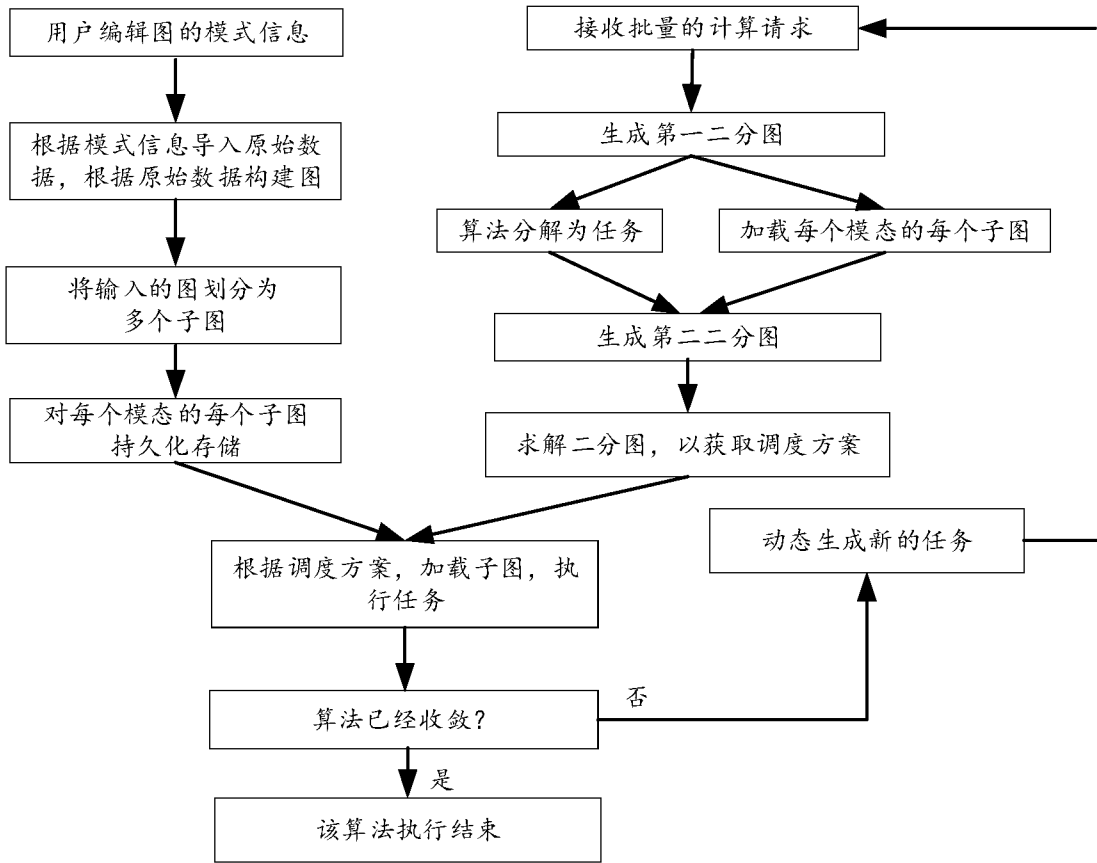 用户编辑图的模式信息
根据模式信息导入原始数
据，根据原始数据构建图
将输入的图划分为
多个子图
对每个模态的每个子图
持久化存储
接收批量的计算请求
生成第一二分图
算法分解为任务
加载每个模态的每个子图
生成第二二分图
求解二分图，以获取调度方案
动态生成新的任务
根据调度方案，加载子图，执
行任务
算法已经收敛？
否
是
该算法执行结束